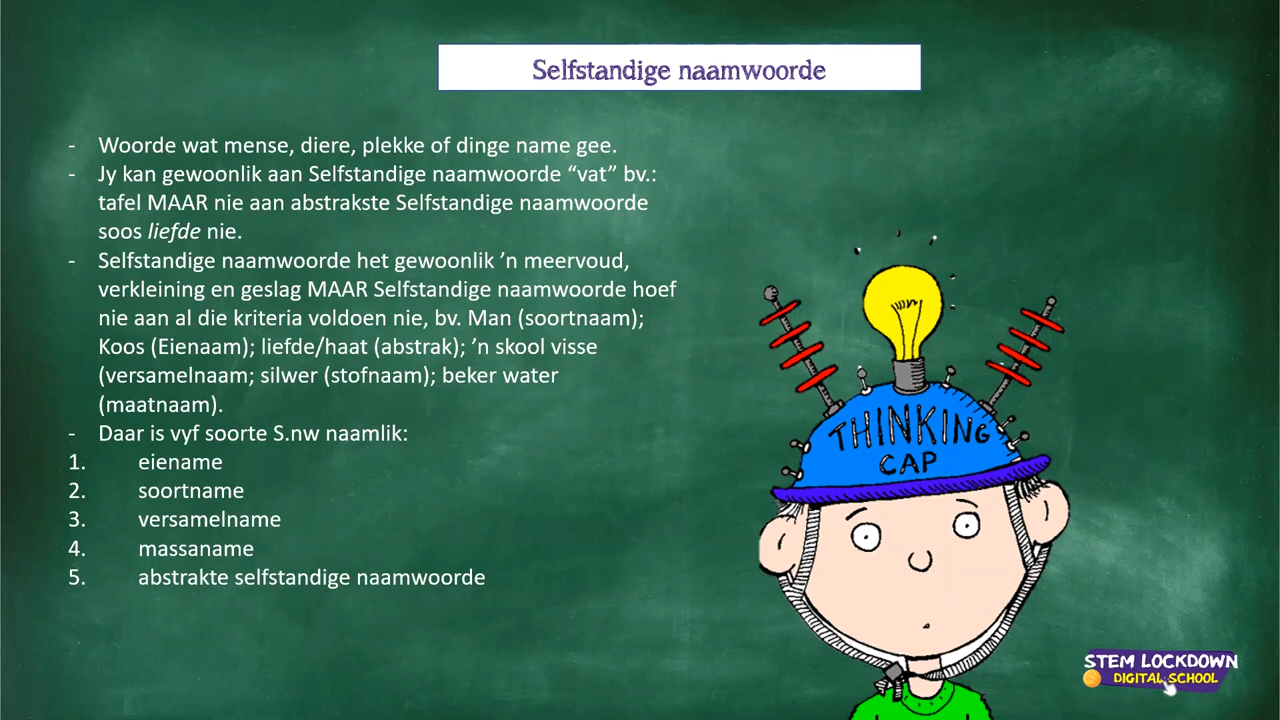 Selfstandige naamwoorde
- Woorde wat mense, diere, plekke of dinge name gee.
- Jy kan gewoonlik aan Selfstandige naamwoorde “vat” bv.:
tafel MAAR nie aan abstrakste Selfstandige naamwoorde
soos liefde nie.
- Selfstandige naamwoorde het gewoonlik ’n meervoud,
verkleining en geslag MAAR Selfstandige naamwoorde hoef
nie aan al die kriteria voldoen nie, bv. Man (soortnaam);
Koos (Eienaam); liefde/haat (abstrak); ’n skool visse
(versamelnaam; silwer (stofnaam); beker water
(maatnaam).
- Daar is vyf soorte S.nw naamlik:
1. eiename
2. soortname
3. versamelname
4. massaname
5. abstrakte selfstandige naamwoorde
THINKING
CAP
STEM LOCKDOWN
DIGITAL SCHOOL